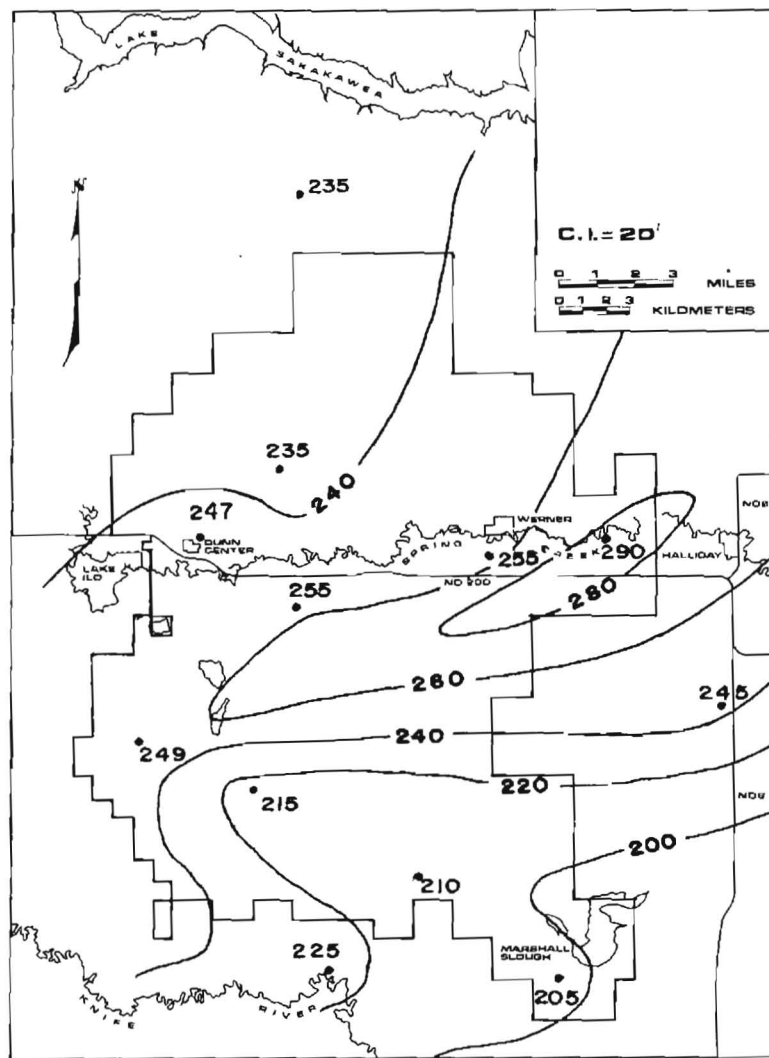 LAKE
SAKAKAWEA
N
235
C.I.= 20'
0 1 2 3
MILES
0 1 2 3
KILOMETERS
235
240
247
DUNN
CENTER
WERNER
SPRING
CREEK
290
255
HALLIDAY
ND8
LAKE
ILO
ND 200
255
280
260
245
240
249
220
215
ND8
200
210
MARSHALL
SLOUGH
225
205
KNIFE
RIVER